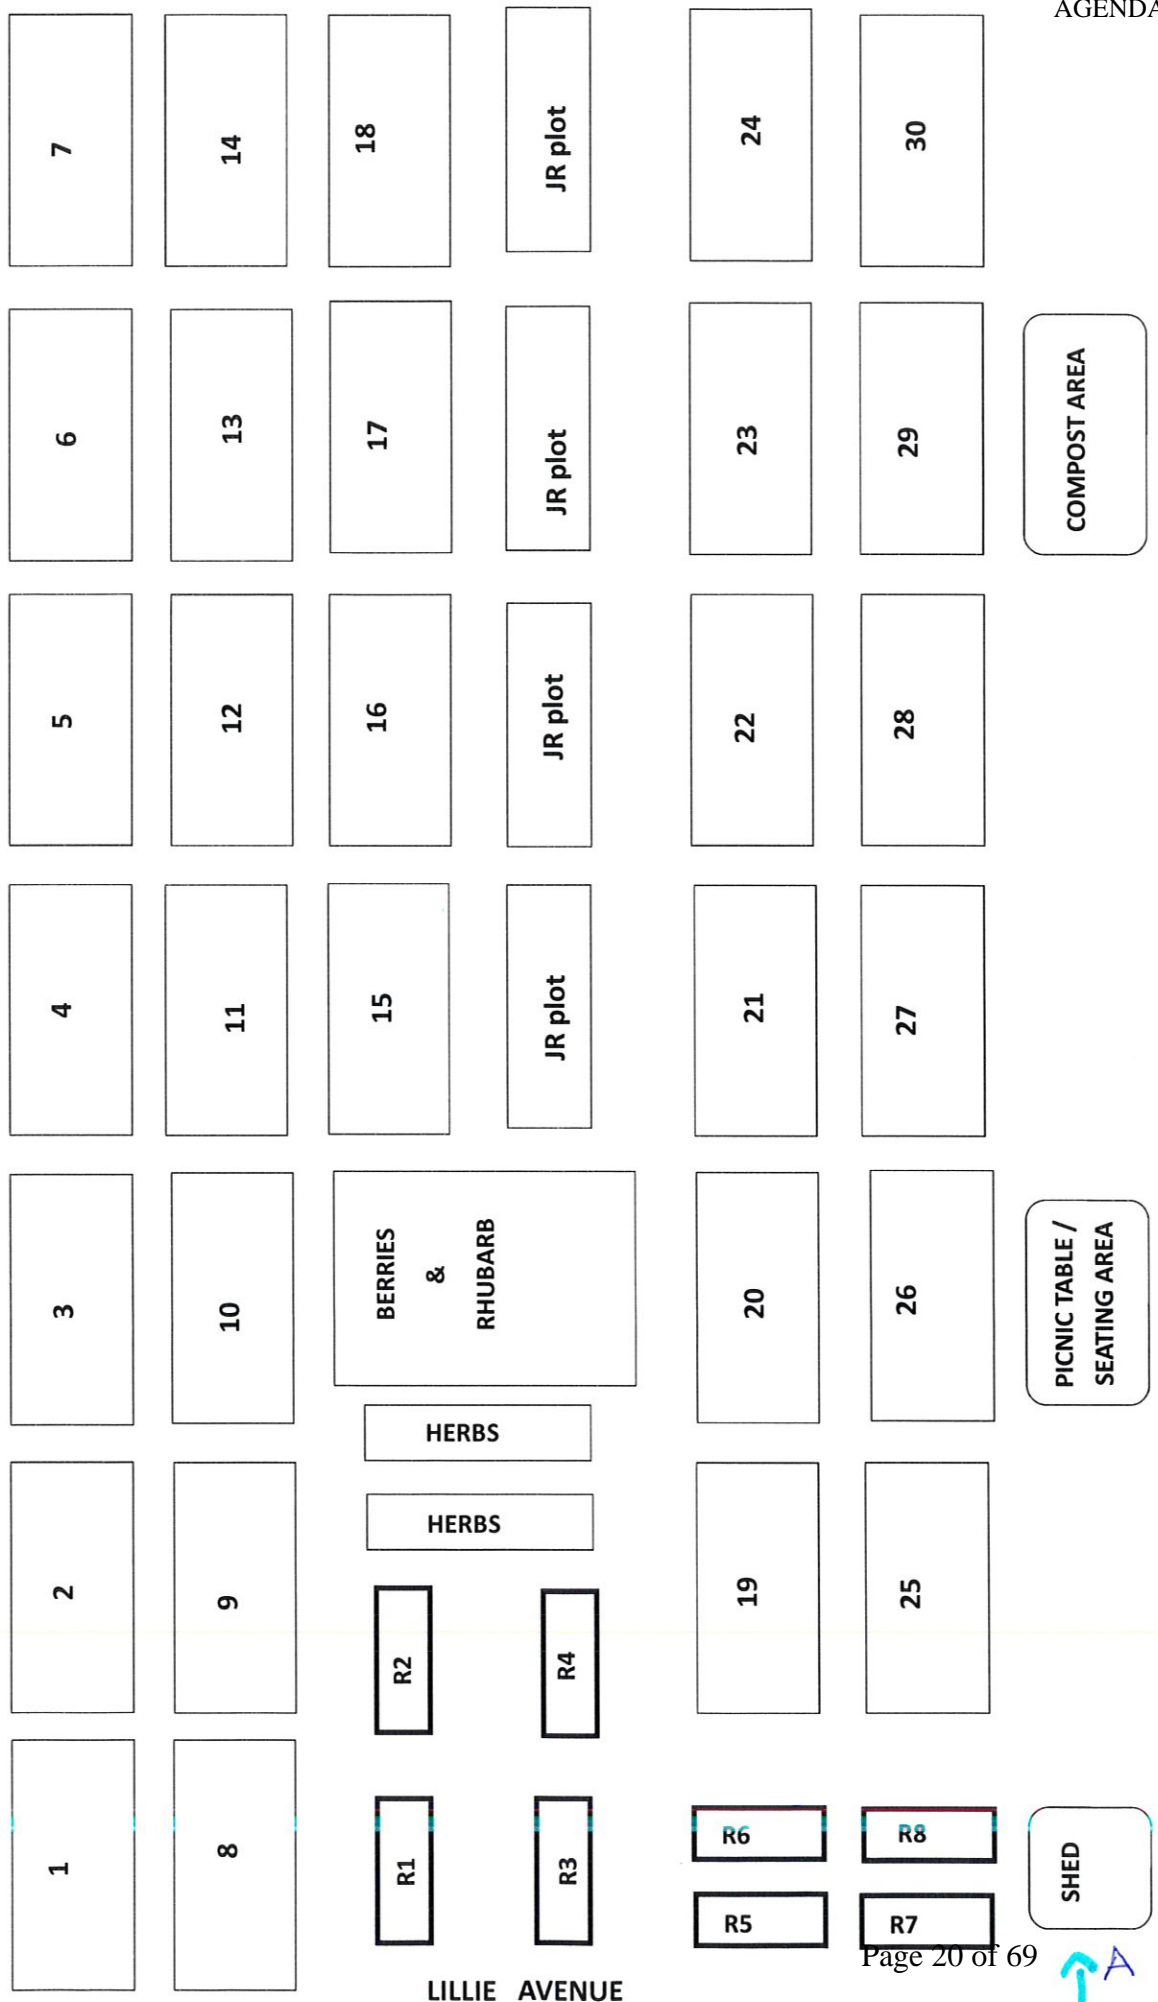 AGENDA
7
14
18
JR plot
24
30
6
13
17
JR plot
23
29
COMPOST AREA
5
12
16
JR plot
22
28
4
11
15
JR plot
21
27
3
10
BERRIES
&
RHUBARB
20
26
PICNIC TABLE /
SEATING AREA
HERBS
HERBS
2
9
R2
R4
19
25
1
8
R1
R3
R6
R8
SHED
R5
R7
Page 20 of 69
A
LILLIE AVENUE